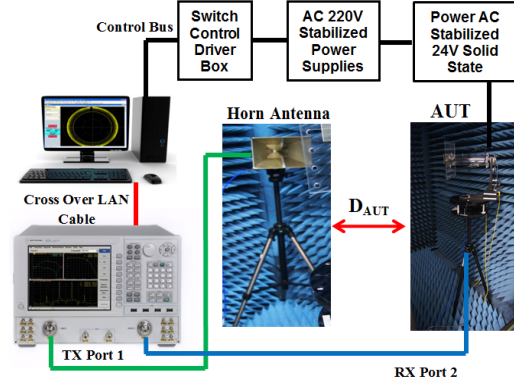 Control Bus
Switch
Control
Driver
Box
AC 220V
Stabilized
Power
Supplies
Power AC
Stabilized
24V Solid
State
Horn Antenna
AUT
Cross Over LAN
Cable
D_AUT
TX Port 1
RX Port 2